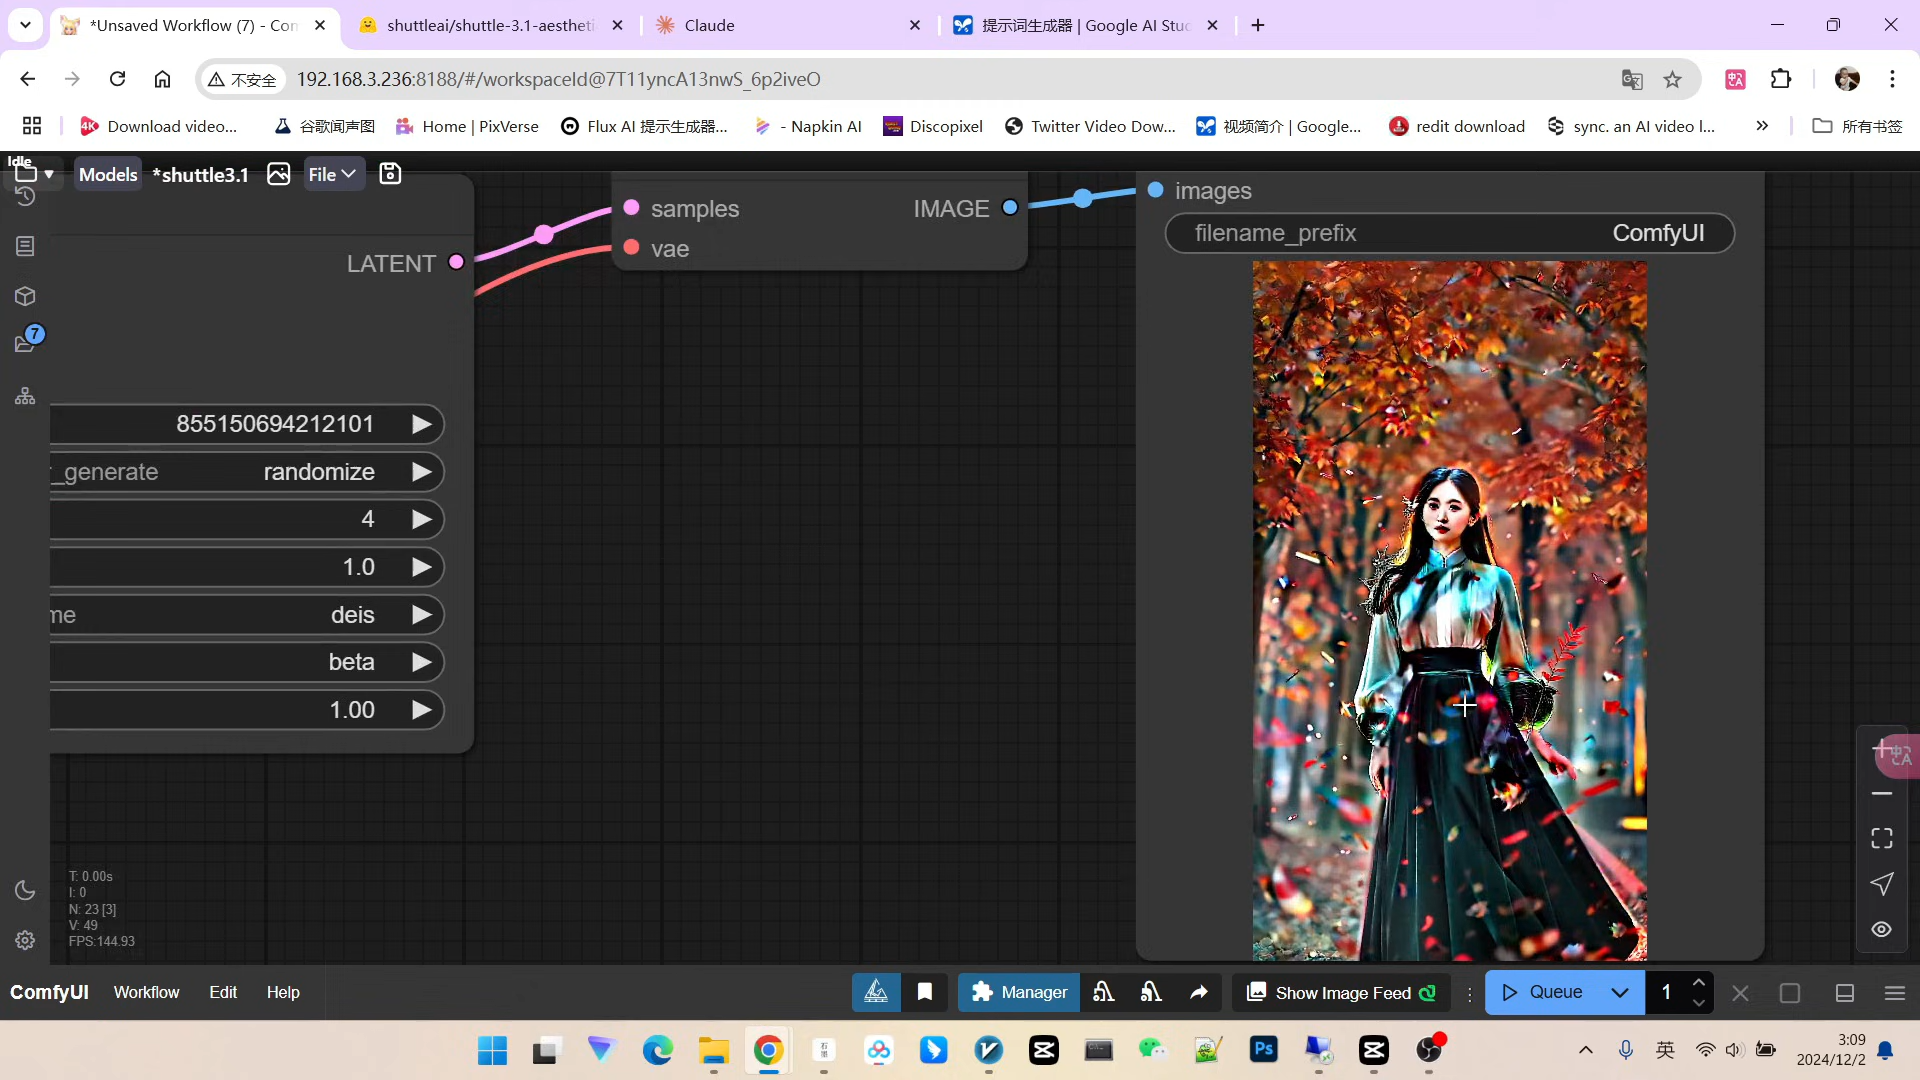 *Unsaved Workflow (7) - Con
shuttleai/shuttle-3.1-aestheti
Claude
提示词生成器 | Google AI Stud
不安全
192.168.3.236:8188/#/workspaceId@7T11yncA13nwS_6p2iveO
Download video...
谷歌闻声图
Home | PixVerse
Flux AI 提示生成器...
- Napkin AI
Discopixel
Twitter Video Dow...
视频简介 | Google...
redit download
sync. an AI video l...
所有书签
Idle
Models
*shuttle3.1
File
samples
IMAGE
vae
LATENT
images
filename_prefix
ComfyUI
855150694212101
_generate
randomize
4
1.0
me
deis
beta
1.00
7
T: 0.00s
I: 0
N: 23 [3]
V: 49
FPS:144.93
ComfyUI
Workflow
Edit
Help
Manager
Show Image Feed
Queue
1
英
3:09
2024/12/2